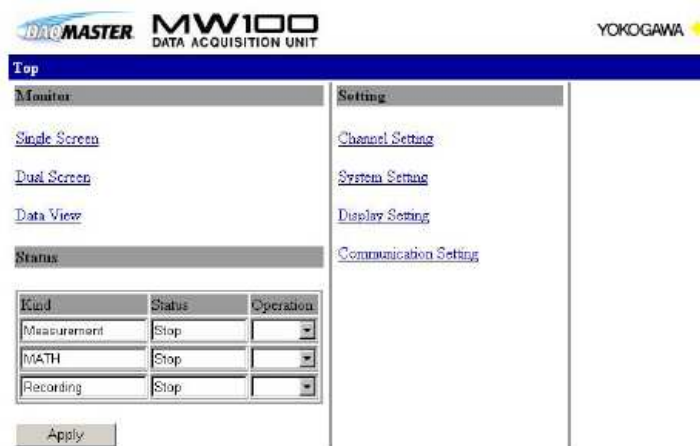 DAQMASTER MW100
DATA ACQUISITION UNIT
YOKOGAWA
Top
Monitor
Single Screen
Dual Screen
Data View
Status
Kind Status Operation
Measurement Stop
MATH Stop
Recording Stop
Apply
Setting
Channel Setting
System Setting
Display Setting
Communication Setting